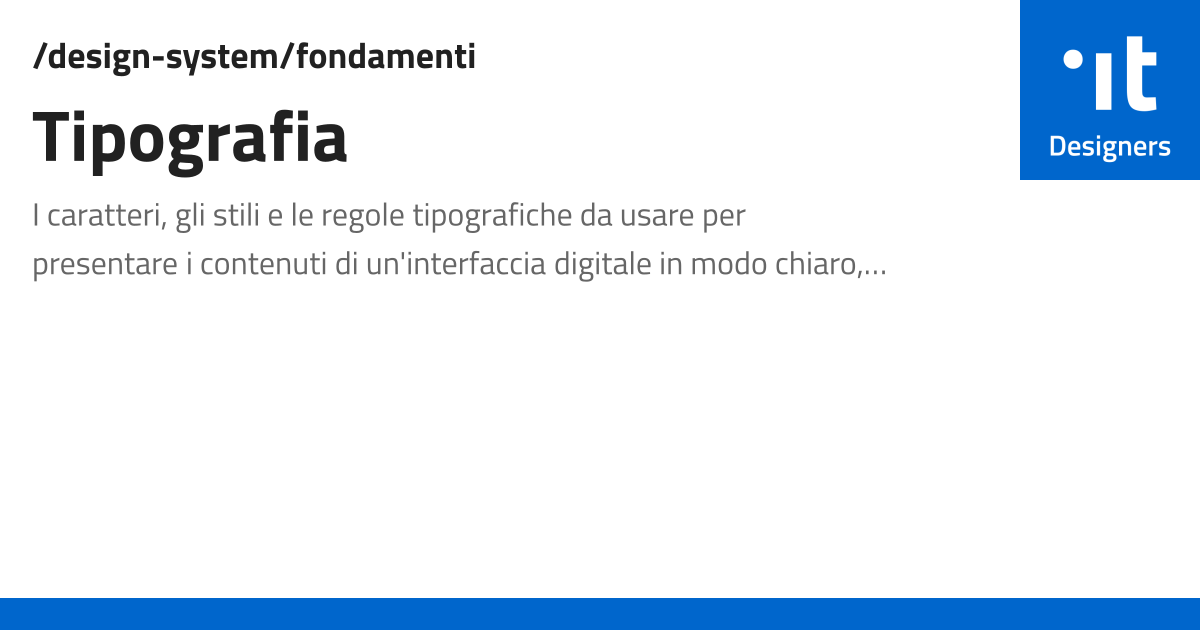 /design-system/fondamenti
Tipografia
I caratteri, gli stili e le regole tipografiche da usare per
presentare i contenuti di un'interfaccia digitale in modo chiaro,...
it
Designers